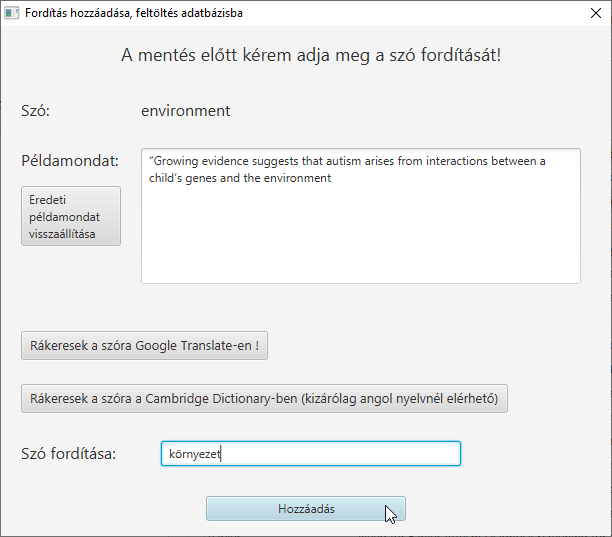 Fordítás hozzáadása, feltöltés adatbázisba
A mentés előtt kérem adja meg a szó fordítását!
Szó: environment
Példamondat:
"Growing evidence suggests that autism arises from interactions between a
child's genes and the environment
Eredeti
példamondat
visszaállítása
Rákeresek a szóra Google Translate-en !
Rákeresek a szóra a Cambridge Dictionary-ben (kizárólag angol nyelvnél elérhető)
Szó fordítása: környezet
Hozzáadás